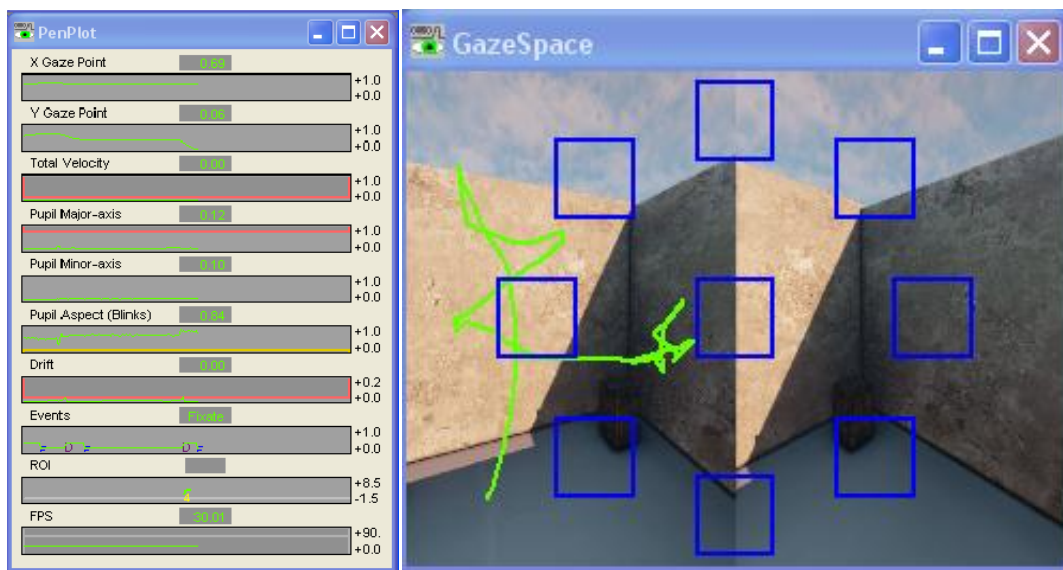 PenPlot
X Gaze Point 0.69
+1.0
+0.0
Y Gaze Point 0.06
+1.0
+0.0
Total Velocity 0.00
+1.0
+0.0
Pupil Major-axis 0.12
+1.0
+0.0
Pupil Minor-axis 0.10
+1.0
+0.0
Pupil Aspect (Blinks) 0.84
+1.0
+0.0
Drift 0.00
+0.2
+0.0
Events Fixate
+1.0
D D
+0.0
ROI
+8.5
4
-1.5
FPS 30.01
+90.
+0.0
GazeSpace